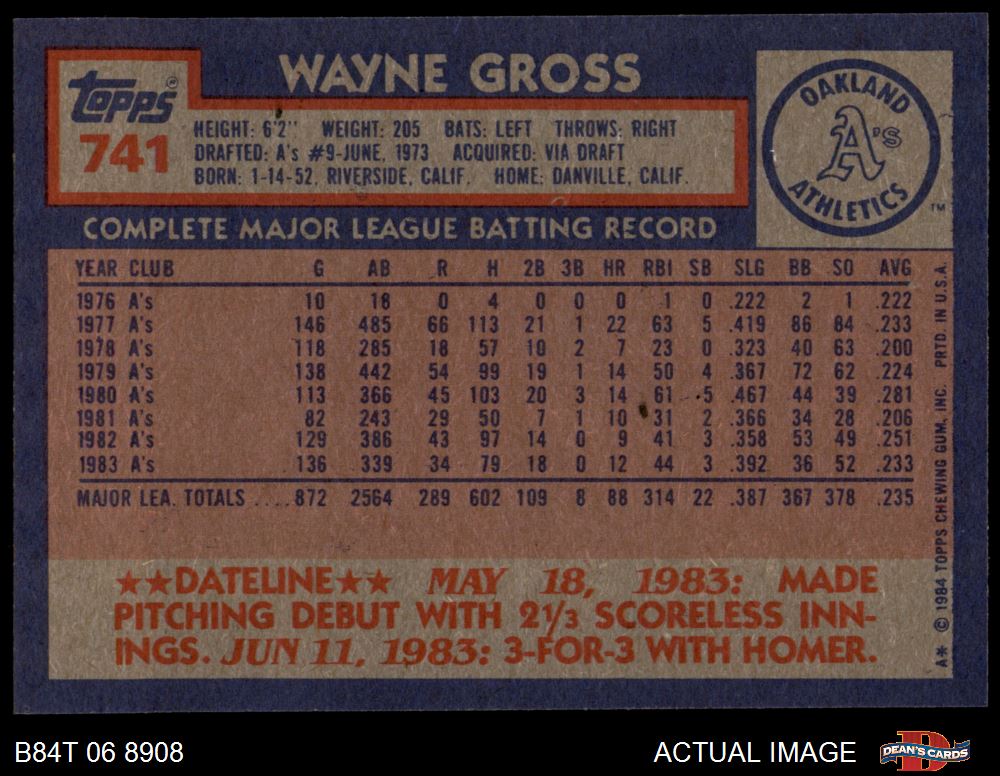 WAYNE GROSS
Topps®
741
HEIGHT: 6'2" WEIGHT: 205 BATS: LEFT THROWS: RIGHT
DRAFTED: A's #9-JUNE, 1973 ACQUIRED: VIA DRAFT
BORN: 1-14-52, RIVERSIDE, CALIF. HOME: DANVILLE, CALIF.
OAKLAND
A's
ATHLETICS
TM
COMPLETE MAJOR LEAGUE BATTING RECORD
YEAR CLUB G AB R H 2B 3B HR RBI SB SLG BB SO AVG
1976 A's 10 18 0 4 0 0 0 1 0 .222 2 1 .222
1977 A's 146 485 66 113 21 1 22 63 5 .419 86 84 .233
1978 A's 118 285 18 57 10 2 7 23 0 .323 40 63 .200
1979 A's 138 442 54 99 19 1 14 50 4 .367 72 62 .224
1980 A's 113 366 45 103 20 3 14 61 5 .467 44 39 .281
1981 A's 82 243 29 50 7 1 10 31 2 .366 34 28 .206
1982 A's 129 386 43 97 14 0 9 41 3 .358 53 49 .251
1983 A's 136 339 34 79 18 0 12 44 3 .392 36 52 .233
MAJOR LEA. TOTALS ....872 2564 289 602 109 8 88 314 22 .387 367 378 .235
★★DATELINE★★ MAY 18, 1983: MADE
PITCHING DEBUT WITH 2⅓ SCORELESS INN-
INGS. JUN 11, 1983: 3-FOR-3 WITH HOMER.
A* © 1984 TOPPS CHEWING GUM, INC. PRTD. IN U.S.A.
B84T 06 8908
ACTUAL IMAGE
D
DEAN'S CARDS